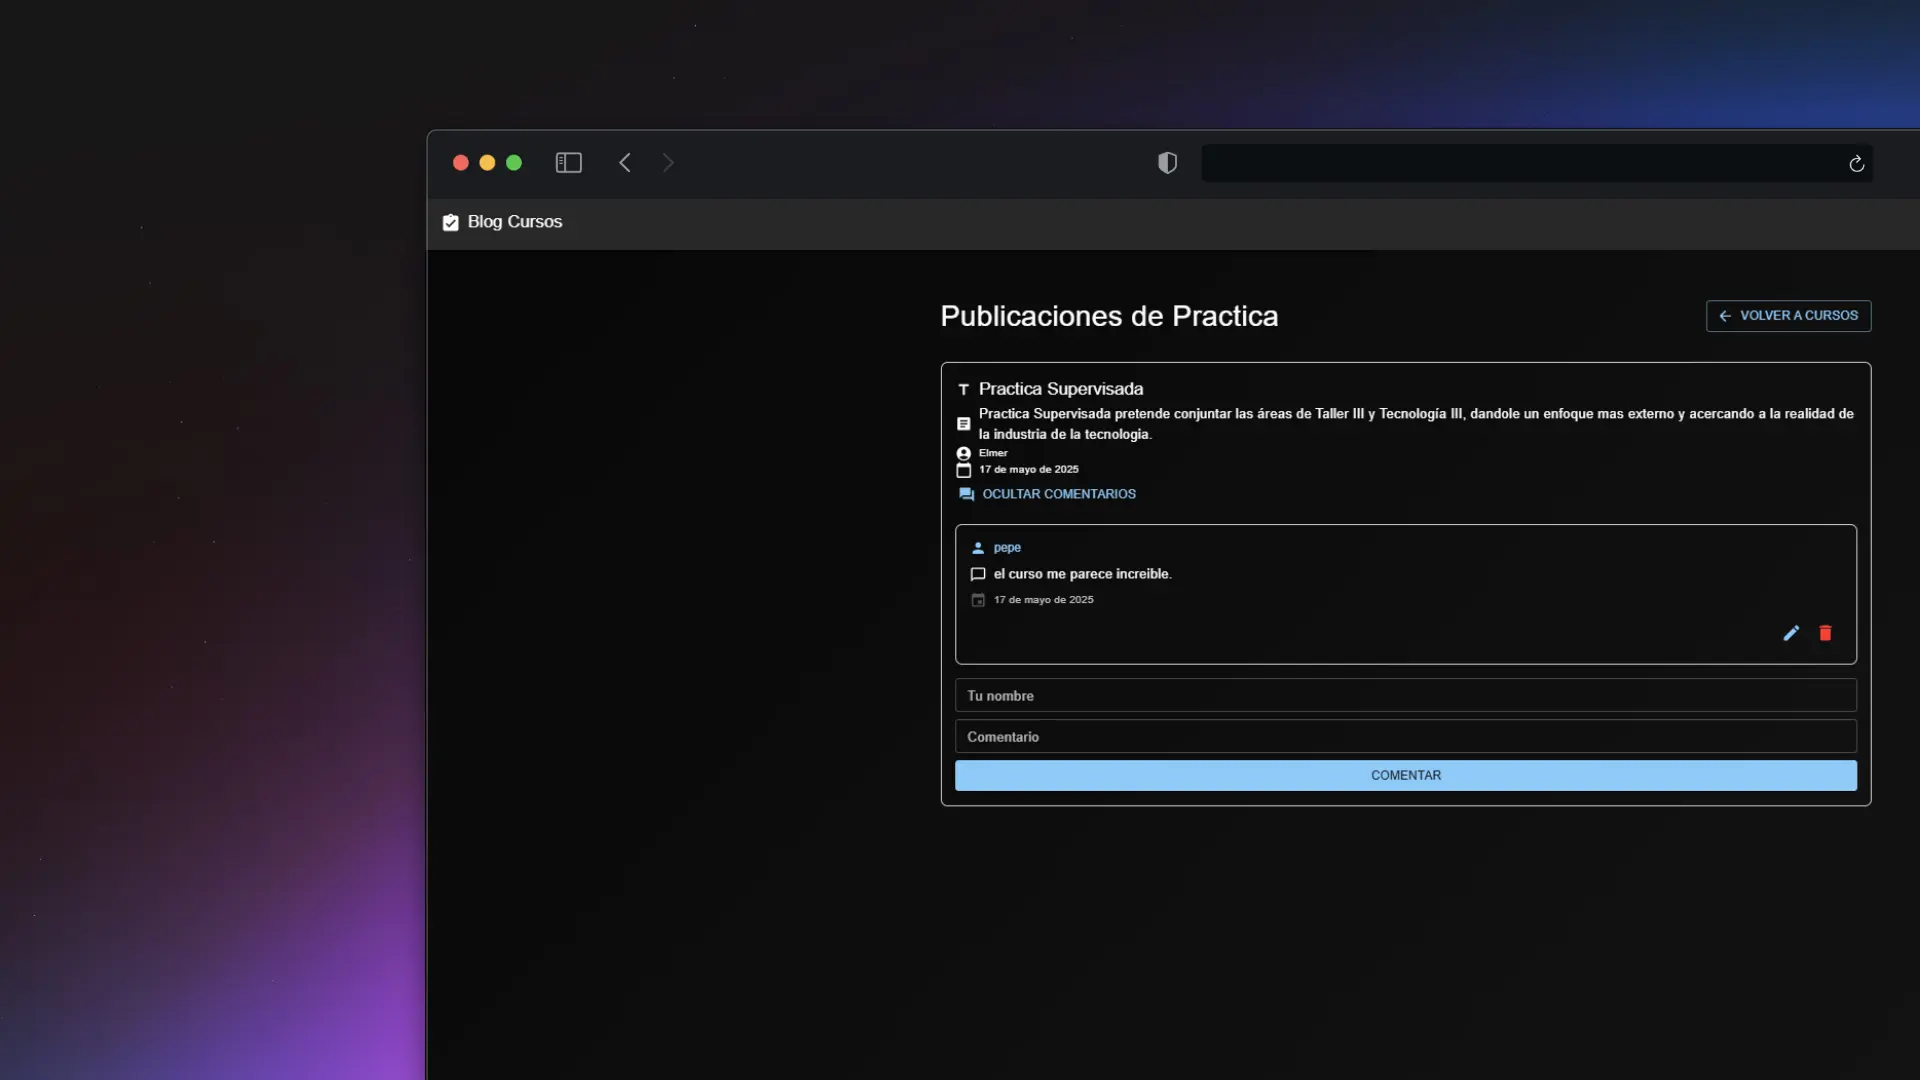 Blog Cursos
Publicaciones de Practica
VOLVER A CURSOS
Practica Supervisada
Practica Supervisada pretende conjuntar las áreas de Taller III y Tecnología III, dandole un enfoque mas externo y acercando a la realidad de
la industria de la tecnologia.
Elmer
17 de mayo de 2025
OCULTAR COMENTARIOS
pepe
el curso me parece increible.
17 de mayo de 2025
Tu nombre
Comentario
COMENTAR